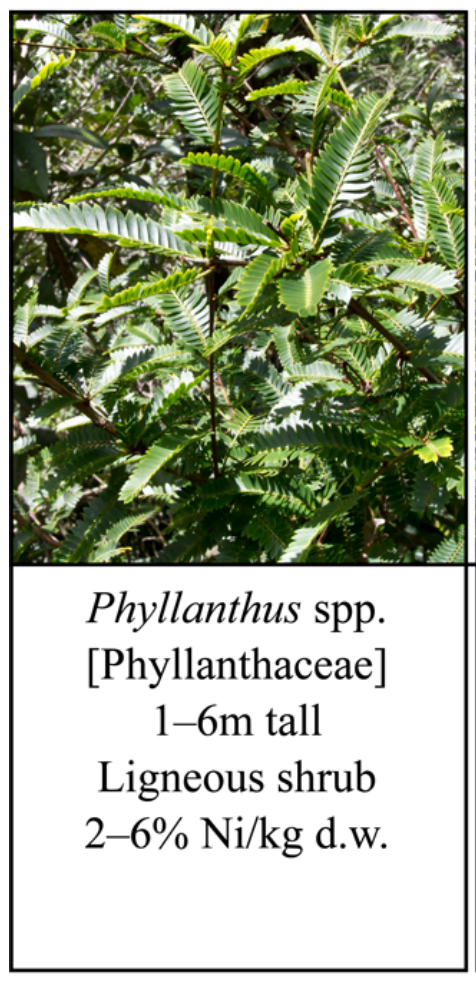 Phyllanthus spp.
[Phyllanthaceae]
1–6m tall
Ligneous shrub
2–6% Ni/kg d.w.